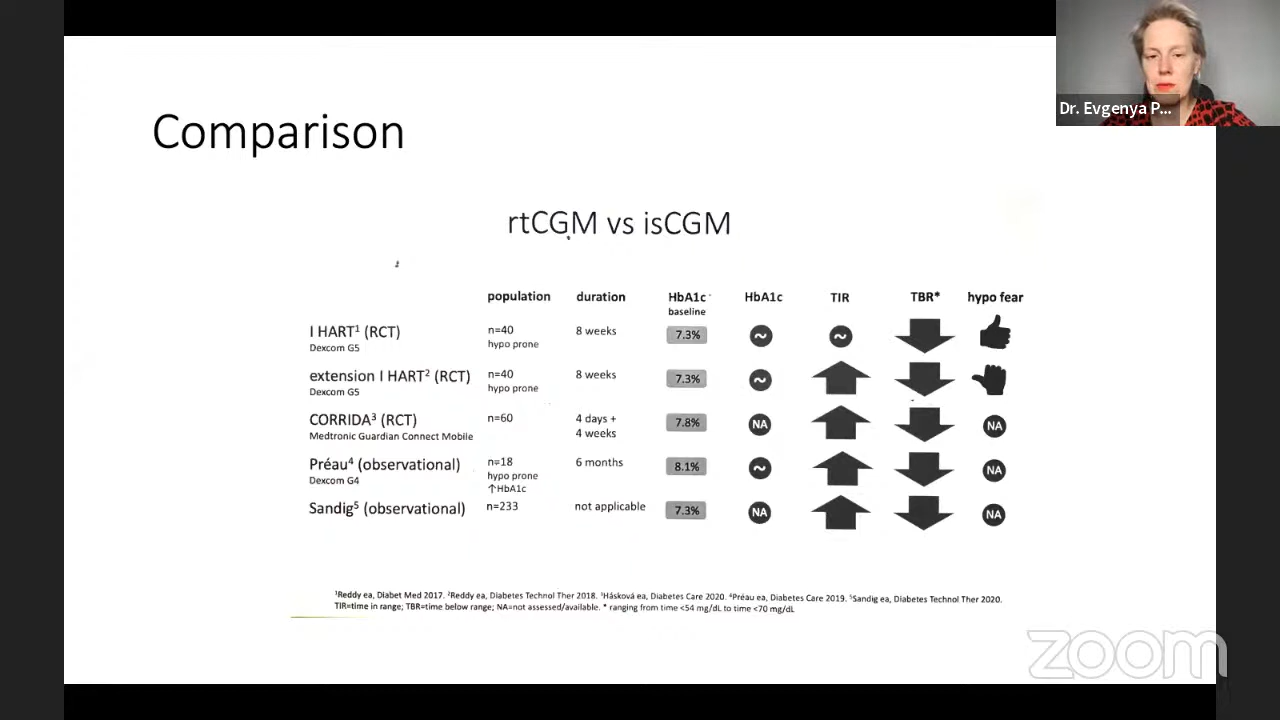 Dr. Evgenya P...
Comparison
rtCGM vs isCGM
population duration HbA1c HbA1c TIR TBR* hypo fear
baseline
I HART¹ (RCT) n=40 8 weeks 7.3% ~ ~
Dexcom G5 hypo prone
extension I HART² (RCT) n=40 8 weeks 7.3% ~
Dexcom G5 hypo prone
CORRIDA³ (RCT) n=60 4 days + 7.8% NA NA
Medtronic Guardian Connect Mobile 4 weeks
Préau⁴ (observational) n=18 6 months 8.1% ~ NA
Dexcom G4 hypo prone
↑HbA1c
Sandig⁵ (observational) n=233 not applicable 7.3% NA NA
¹Reddy ea, Diabet Med 2017. ²Reddy ea, Diabetes Technol Ther 2018. ³Hásková ea, Diabetes Care 2020. ⁴Préau ea, Diabetes Care 2019. ⁵Sandig ea, Diabetes Technol Ther 2020.
TIR=time in range; TBR=time below range; NA=not assessed/available. * ranging from time <54 mg/dL to time <70 mg/dL
zoom